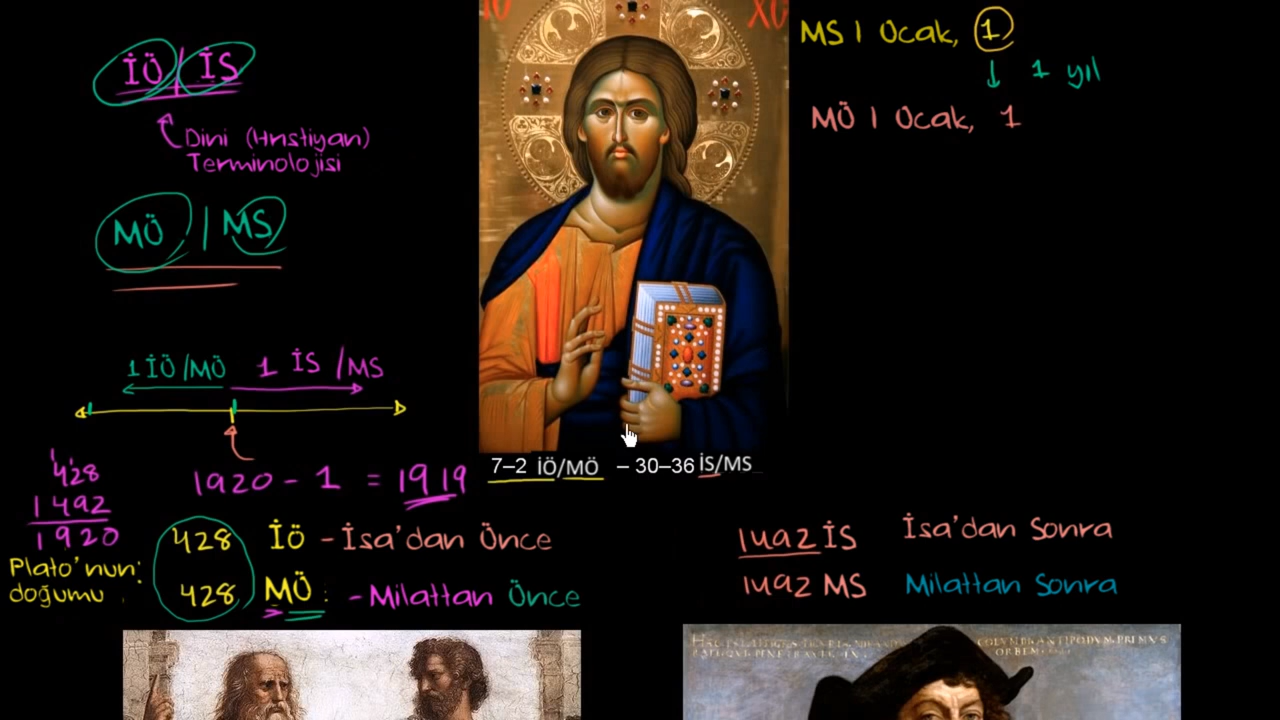 İÖ / İS
Dini (Hristiyan)
Terminolojisi
MÖ | MS
1 İÖ/MÖ 1 İS /MS
428
1492
1920
1920 - 1 = 1919
Plato'nun:
doğumu
428 İÖ - İsa'dan Önce
428 MÖ : - Milattan Önce
XC
7–2 İÖ/MÖ – 30–36 İS/MS
MS 1 Ocak, 1
↓ 1 yıl
MÖ 1 Ocak, 1
1492 İS İsa'dan Sonra
1492 MS Milattan Sonra